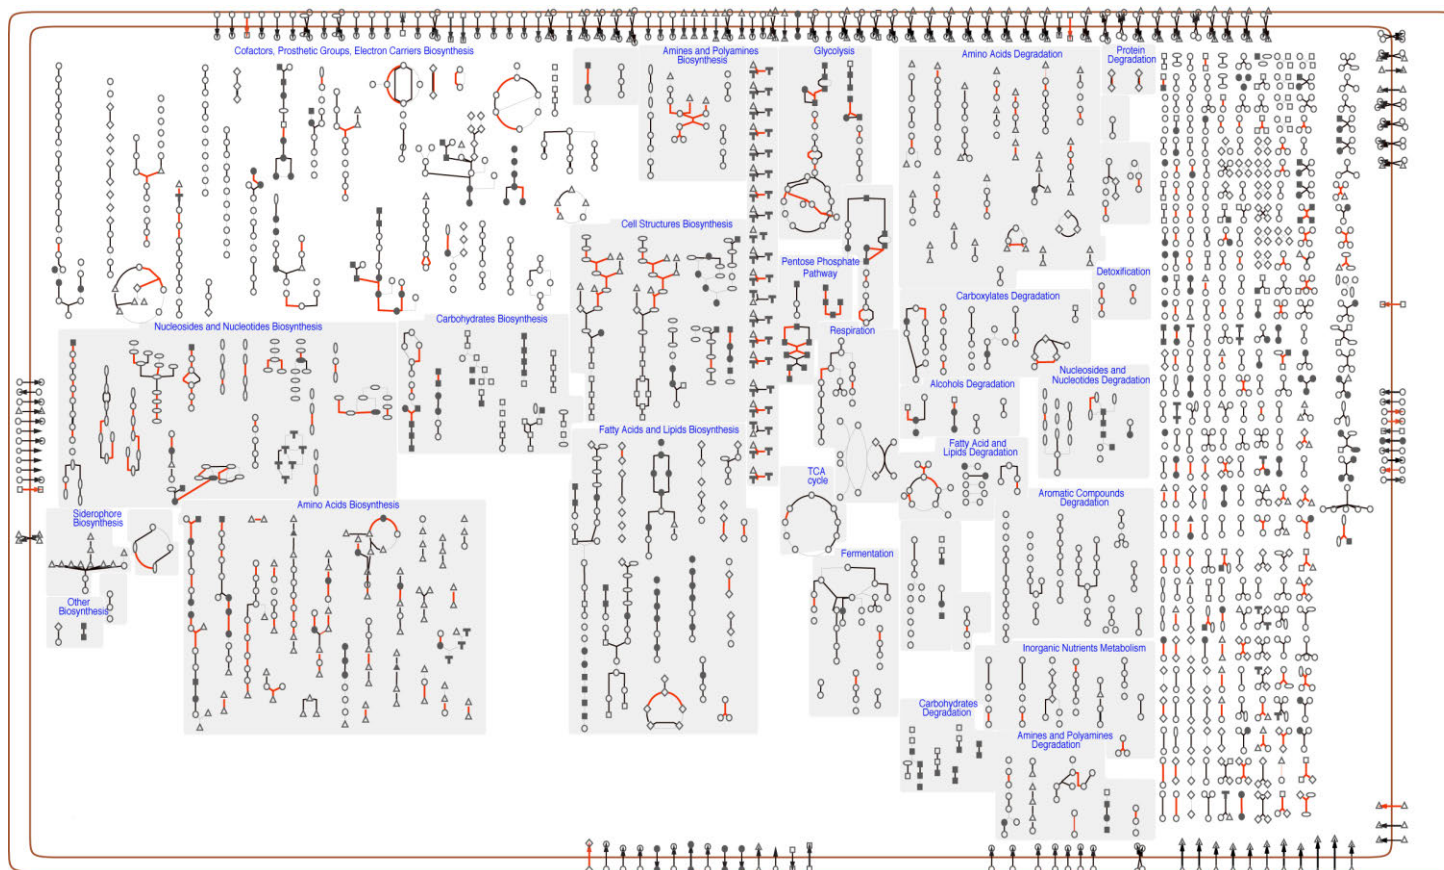 Cofactors, Prosthetic Groups, Electron Carriers Biosynthesis
Amines and Polyamines
Biosynthesis
Glycolysis
Amino Acids Degradation
Protein
Degradation
Cell Structures Biosynthesis
Pentose Phosphate
Pathway
Detoxification
Carboxylates Degradation
Nucleosides and Nucleotides Biosynthesis
Carbohydrates Biosynthesis
Respiration
Alcohols Degradation
Nucleosides and
Nucleotides Degradation
Fatty Acids and Lipids Biosynthesis
Fatty Acid and
Lipids Degradation
TCA
cycle
Aromatic Compounds
Degradation
Siderophore
Biosynthesis
Amino Acids Biosynthesis
Fermentation
Other
Biosynthesis
Inorganic Nutrients Metabolism
Carbohydrates
Degradation
Amines and Polyamines
Degradation